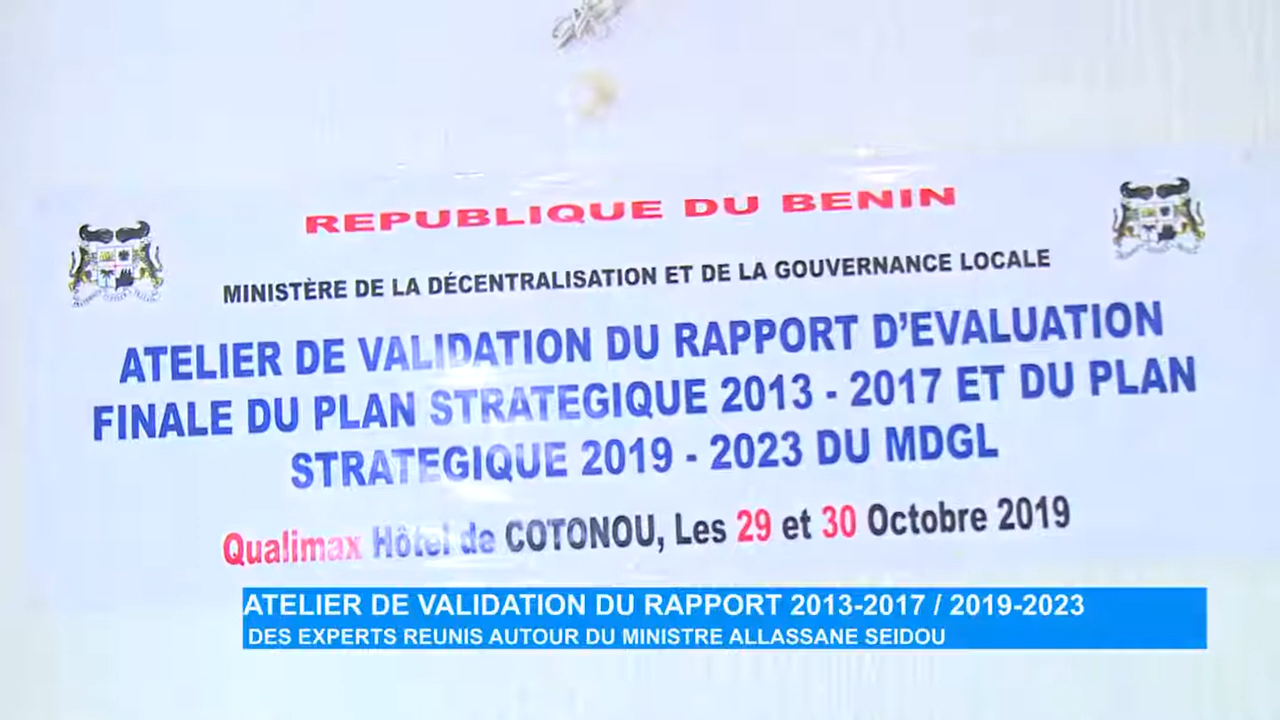 REPUBLIQUE DU BENIN
MINISTÈRE DE LA DÉCENTRALISATION ET DE LA GOUVERNANCE LOCALE
ATELIER DE VALIDATION DU RAPPORT D'EVALUATION
FINALE DU PLAN STRATEGIQUE 2013 - 2017 ET DU PLAN
STRATEGIQUE 2019 - 2023 DU MDGL
Qualimax Hôtel de COTONOU, Les 29 et 30 Octobre 2019
ATELIER DE VALIDATION DU RAPPORT 2013-2017 / 2019-2023
DES EXPERTS REUNIS AUTOUR DU MINISTRE ALLASSANE SEIDOU